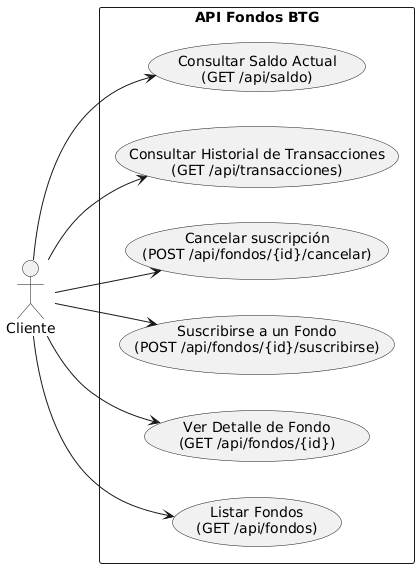 API Fondos BTG
Consultar Saldo Actual
(GET /api/saldo)
Consultar Historial de Transacciones
(GET /api/transacciones)
Cancelar suscripción
(POST /api/fondos/{id}/cancelar)
Cliente
Suscribirse a un Fondo
(POST /api/fondos/{id}/suscribirse)
Ver Detalle de Fondo
(GET /api/fondos/{id})
Listar Fondos
(GET /api/fondos)